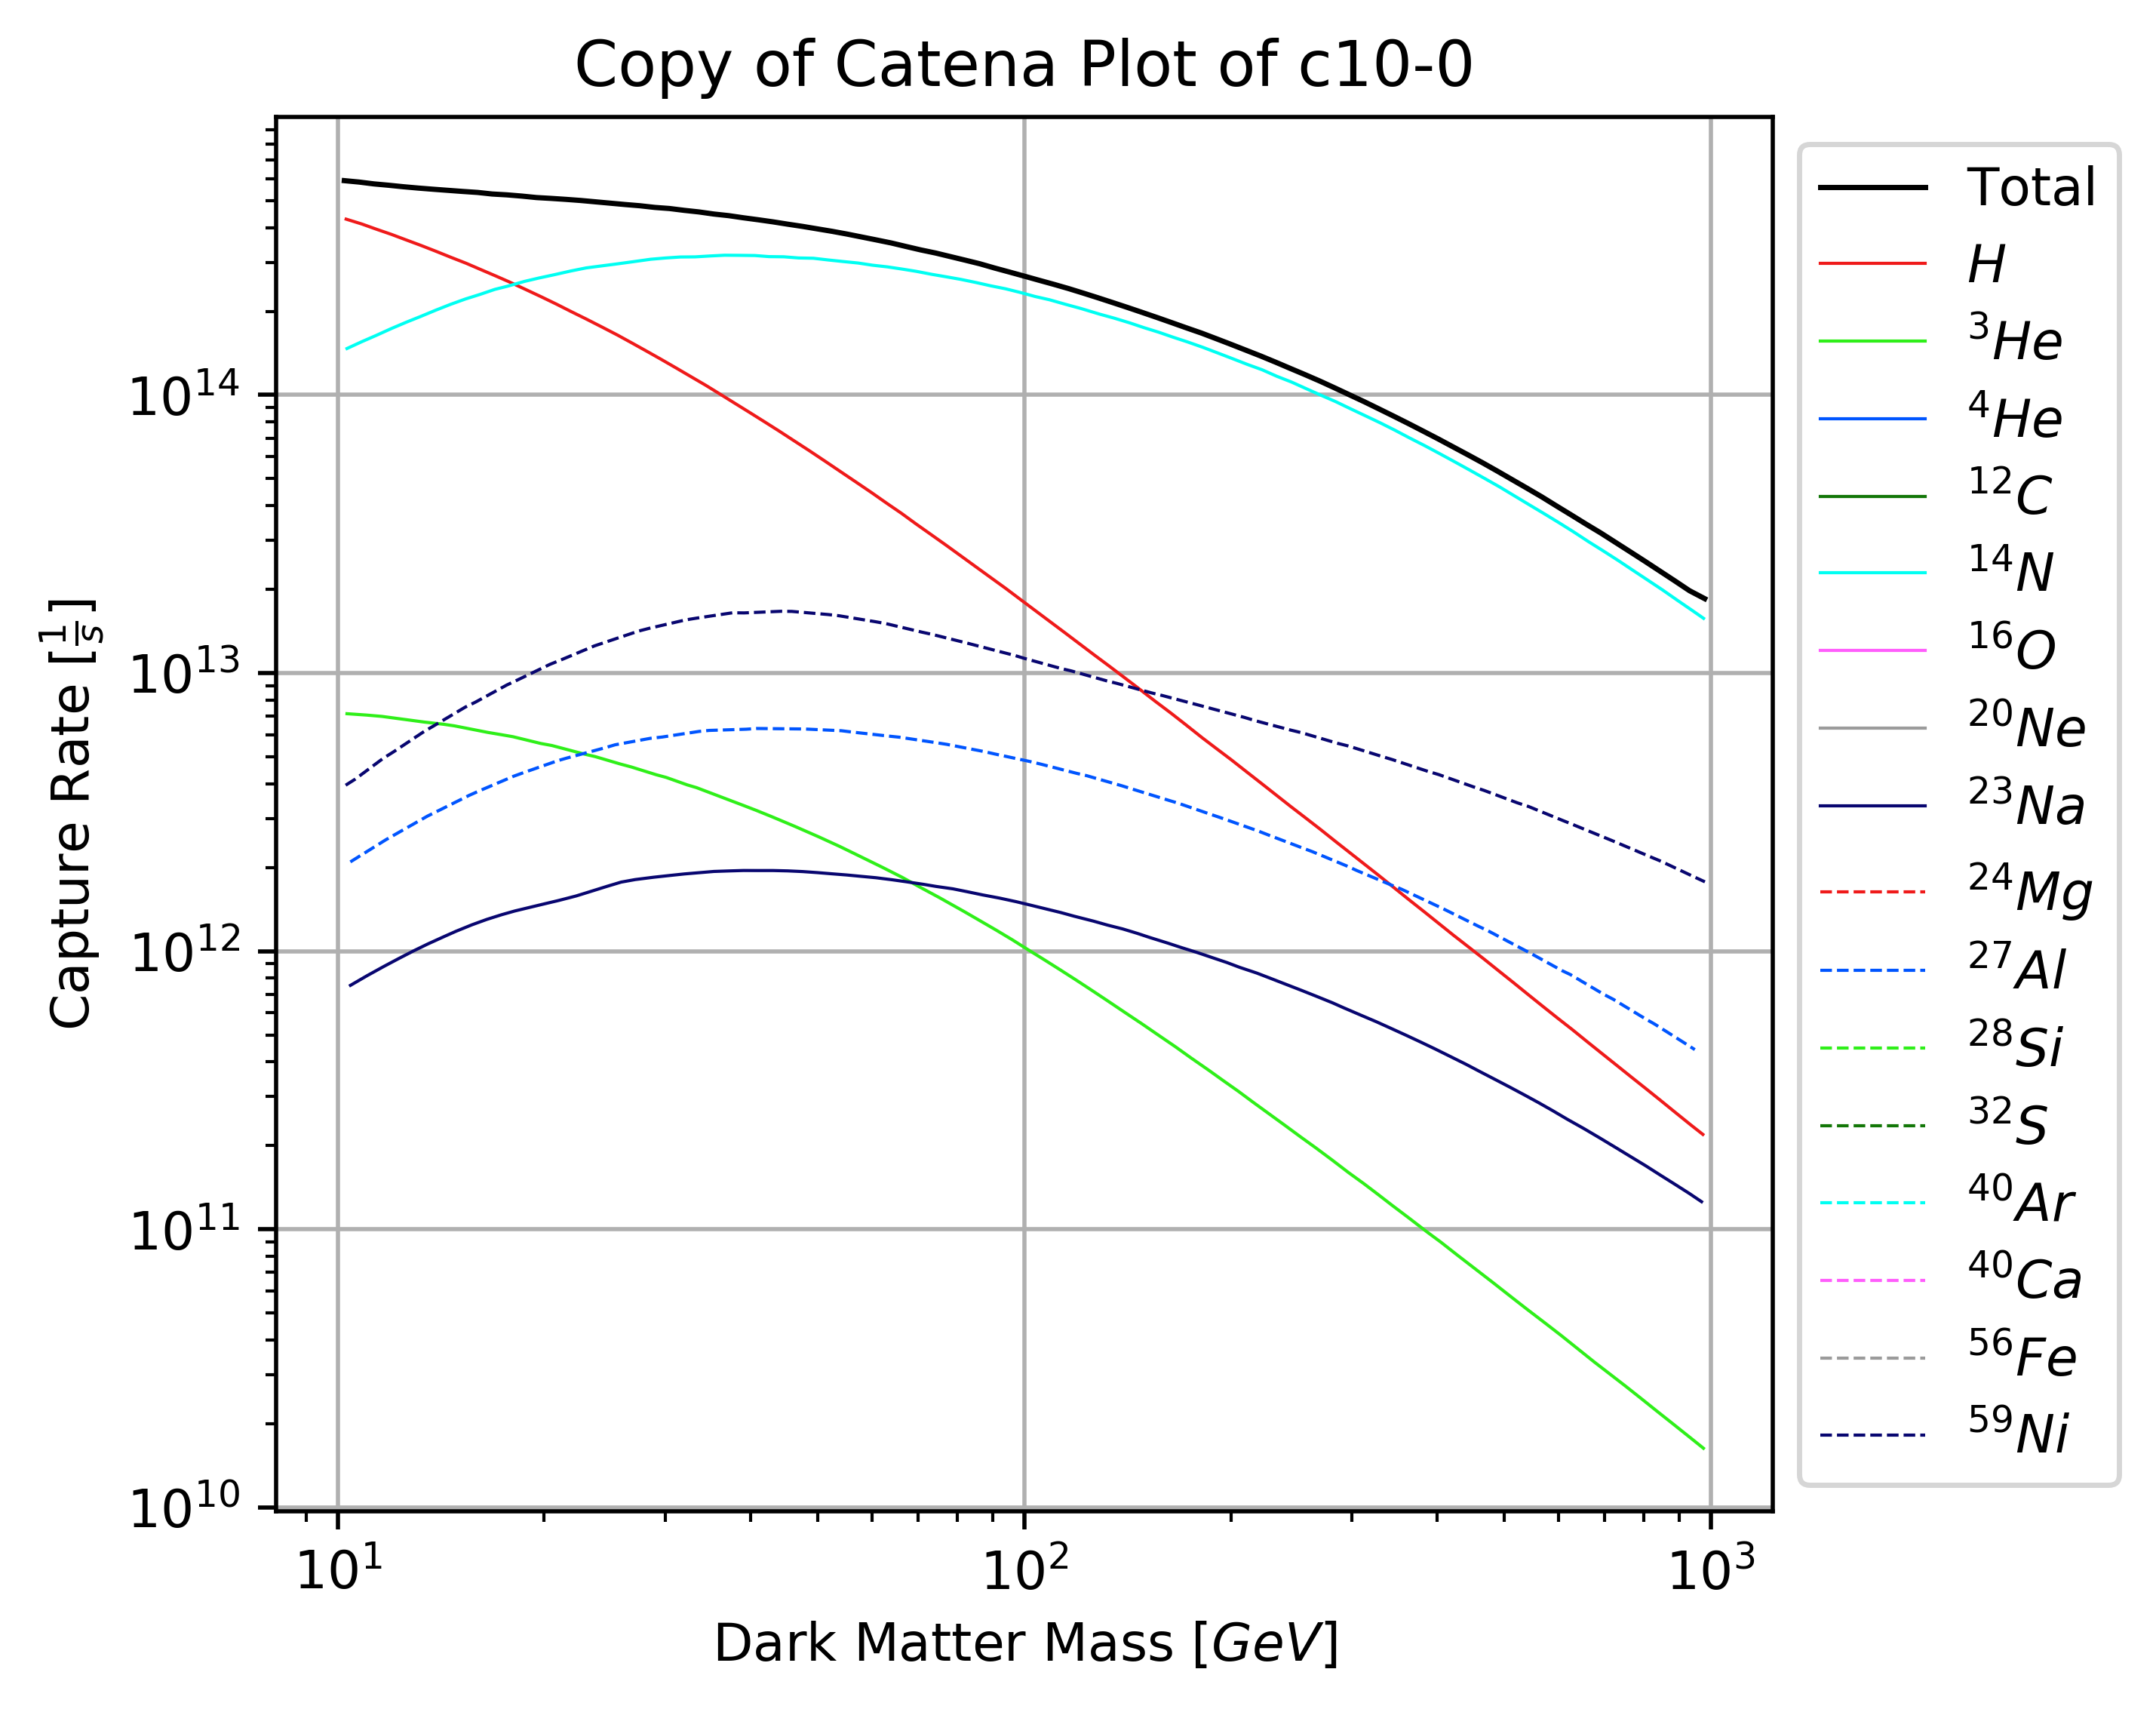 Copy of Catena Plot of c10-0
Capture Rate [1/s]
10^14
10^13
10^12
10^11
10^10
10^1
10^2
10^3
Dark Matter Mass [GeV]
Total
H
^3He
^4He
^12C
^14N
^16O
^20Ne
^23Na
^24Mg
^27Al
^28Si
^32S
^40Ar
^40Ca
^56Fe
^59Ni